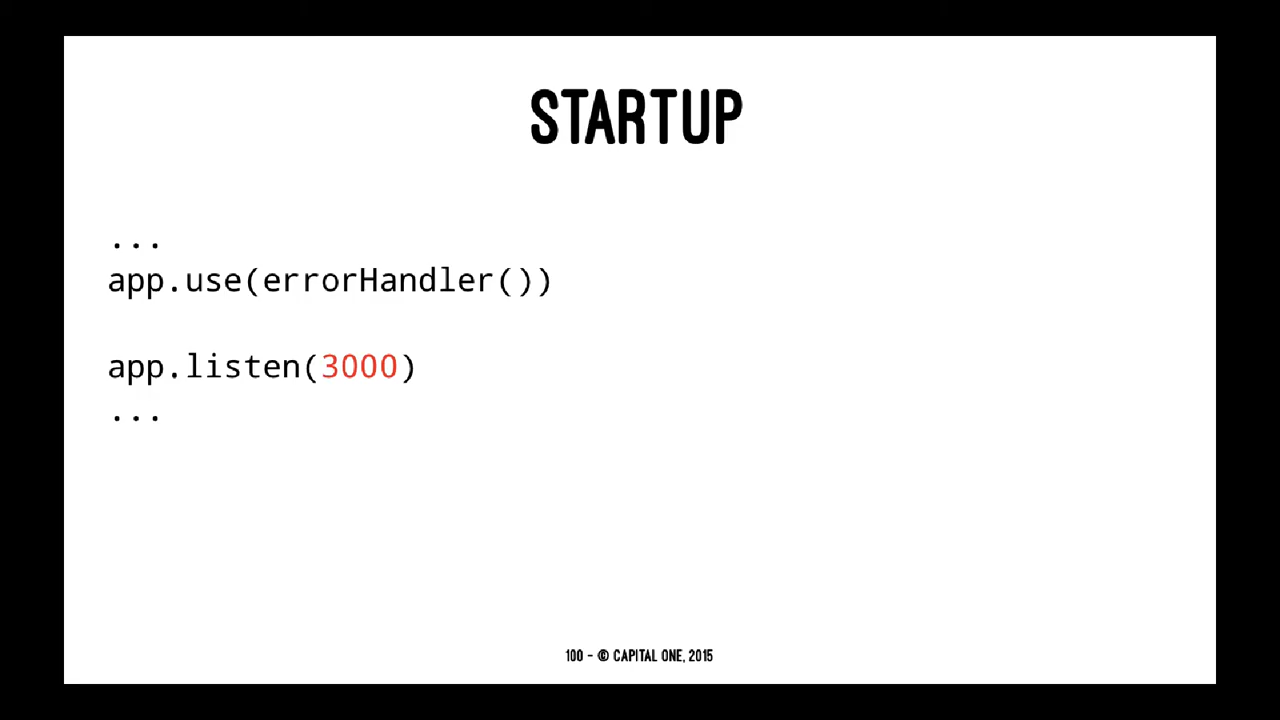 STARTUP
...
app.use(errorHandler())
app.listen(3000)
...
100 - © CAPITAL ONE, 2015